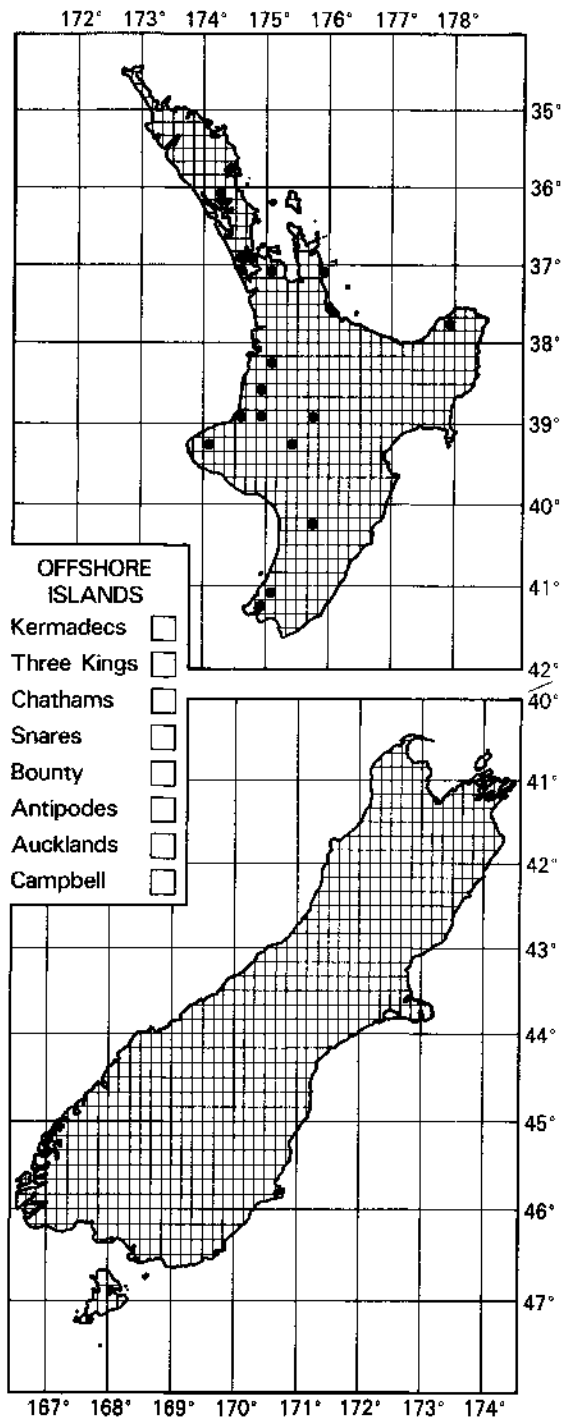 172° 173° 174° 175° 176° 177° 178°
35°
36°
37°
38°
39°
40°
41°
42°
OFFSHORE
ISLANDS
Kermadecs
Three Kings
Chathams
Snares
Bounty
Antipodes
Aucklands
Campbell
40°
41°
42°
43°
44°
45°
46°
47°
167° 168° 169° 170° 171° 172° 173° 174°